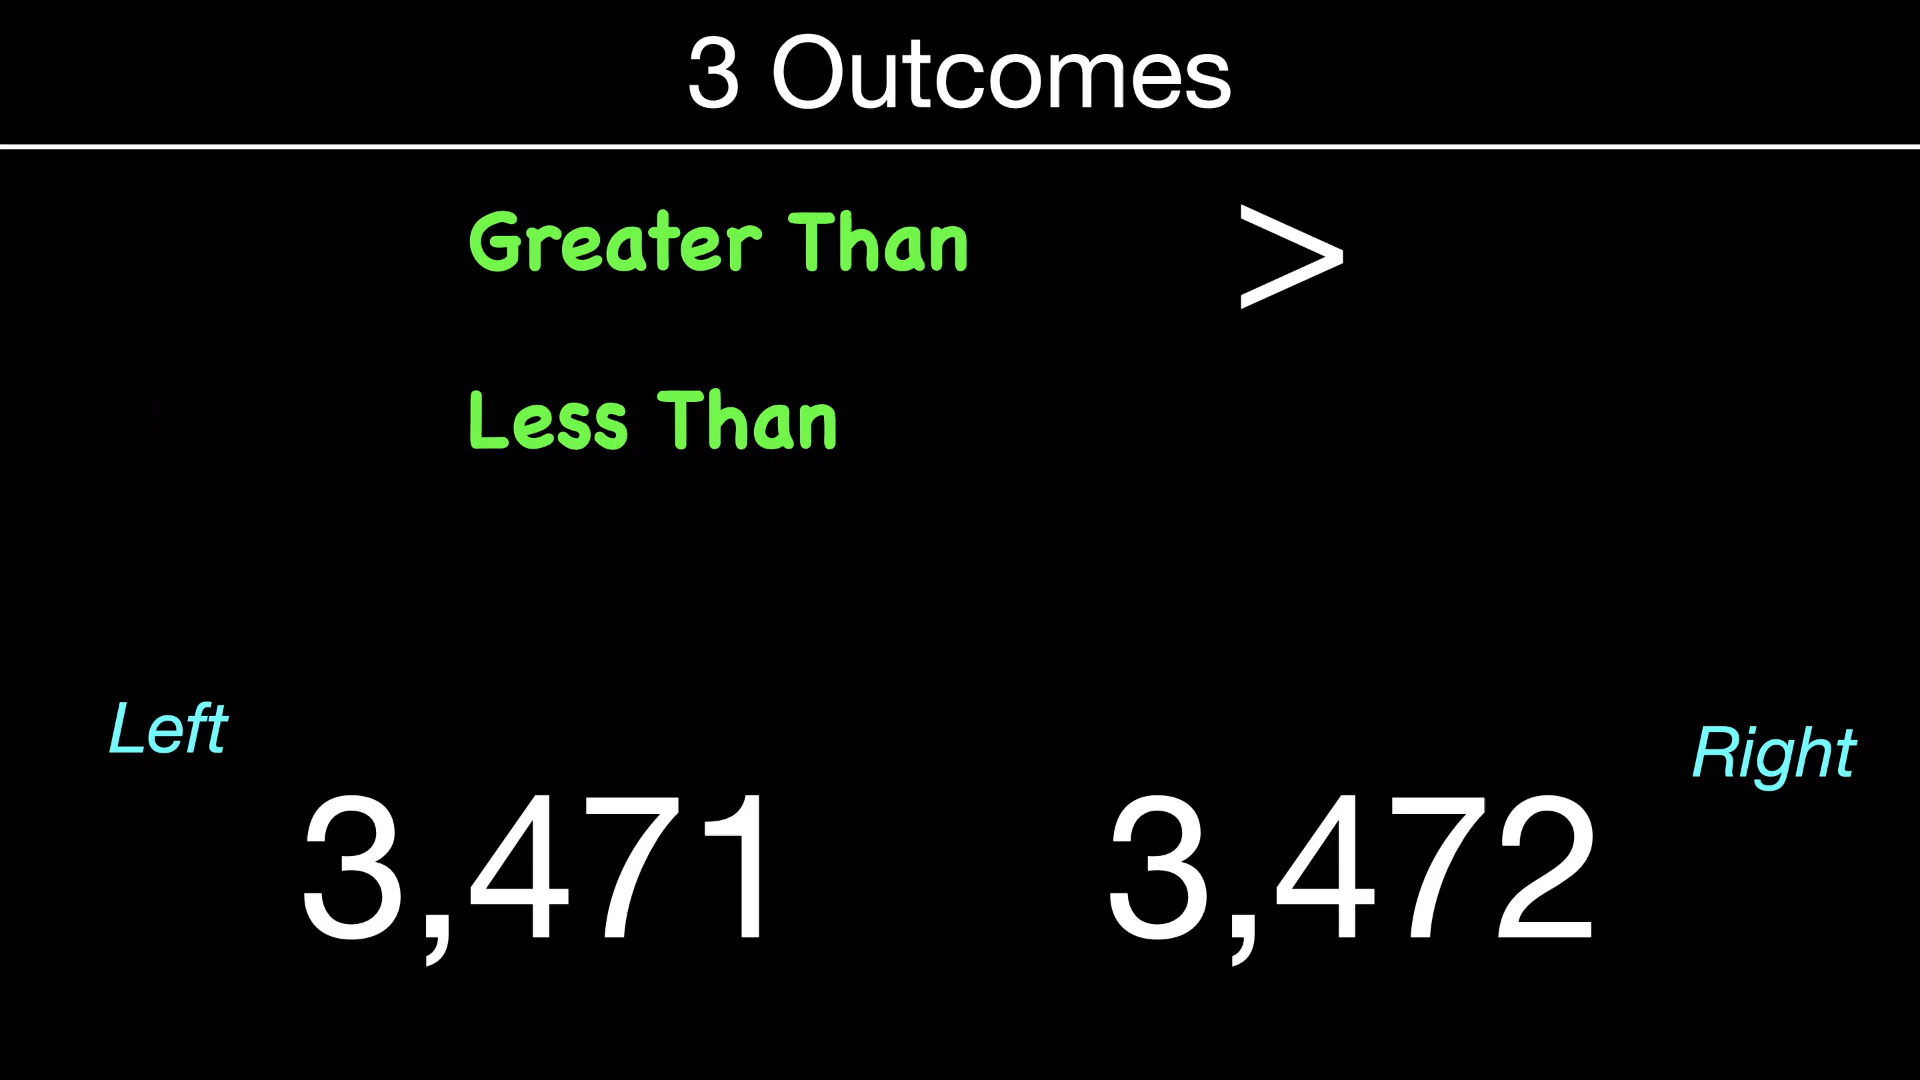 3 Outcomes
Greater Than >
Less Than
Left
Right
3,471 3,472